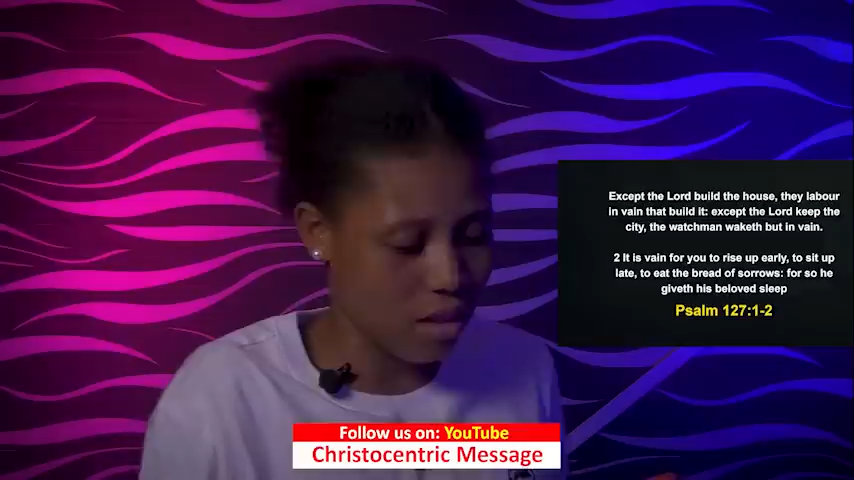 Except the Lord build the house, they labour
in vain that build it: except the Lord keep the
city, the watchman waketh but in vain.
2 It is vain for you to rise up early, to sit up
late, to eat the bread of sorrows: for so he
giveth his beloved sleep
Psalm 127:1-2
Follow us on: YouTube
Christocentric Message